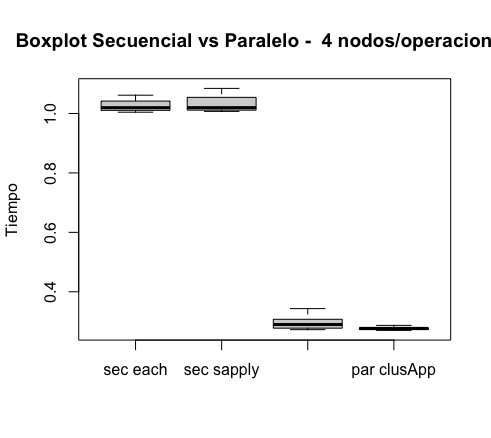 Boxplot Secuencial vs Paralelo -  4 nodos/operacion
Tiempo
1.0
0.8
0.6
0.4
sec each
sec sapply
par clusApp